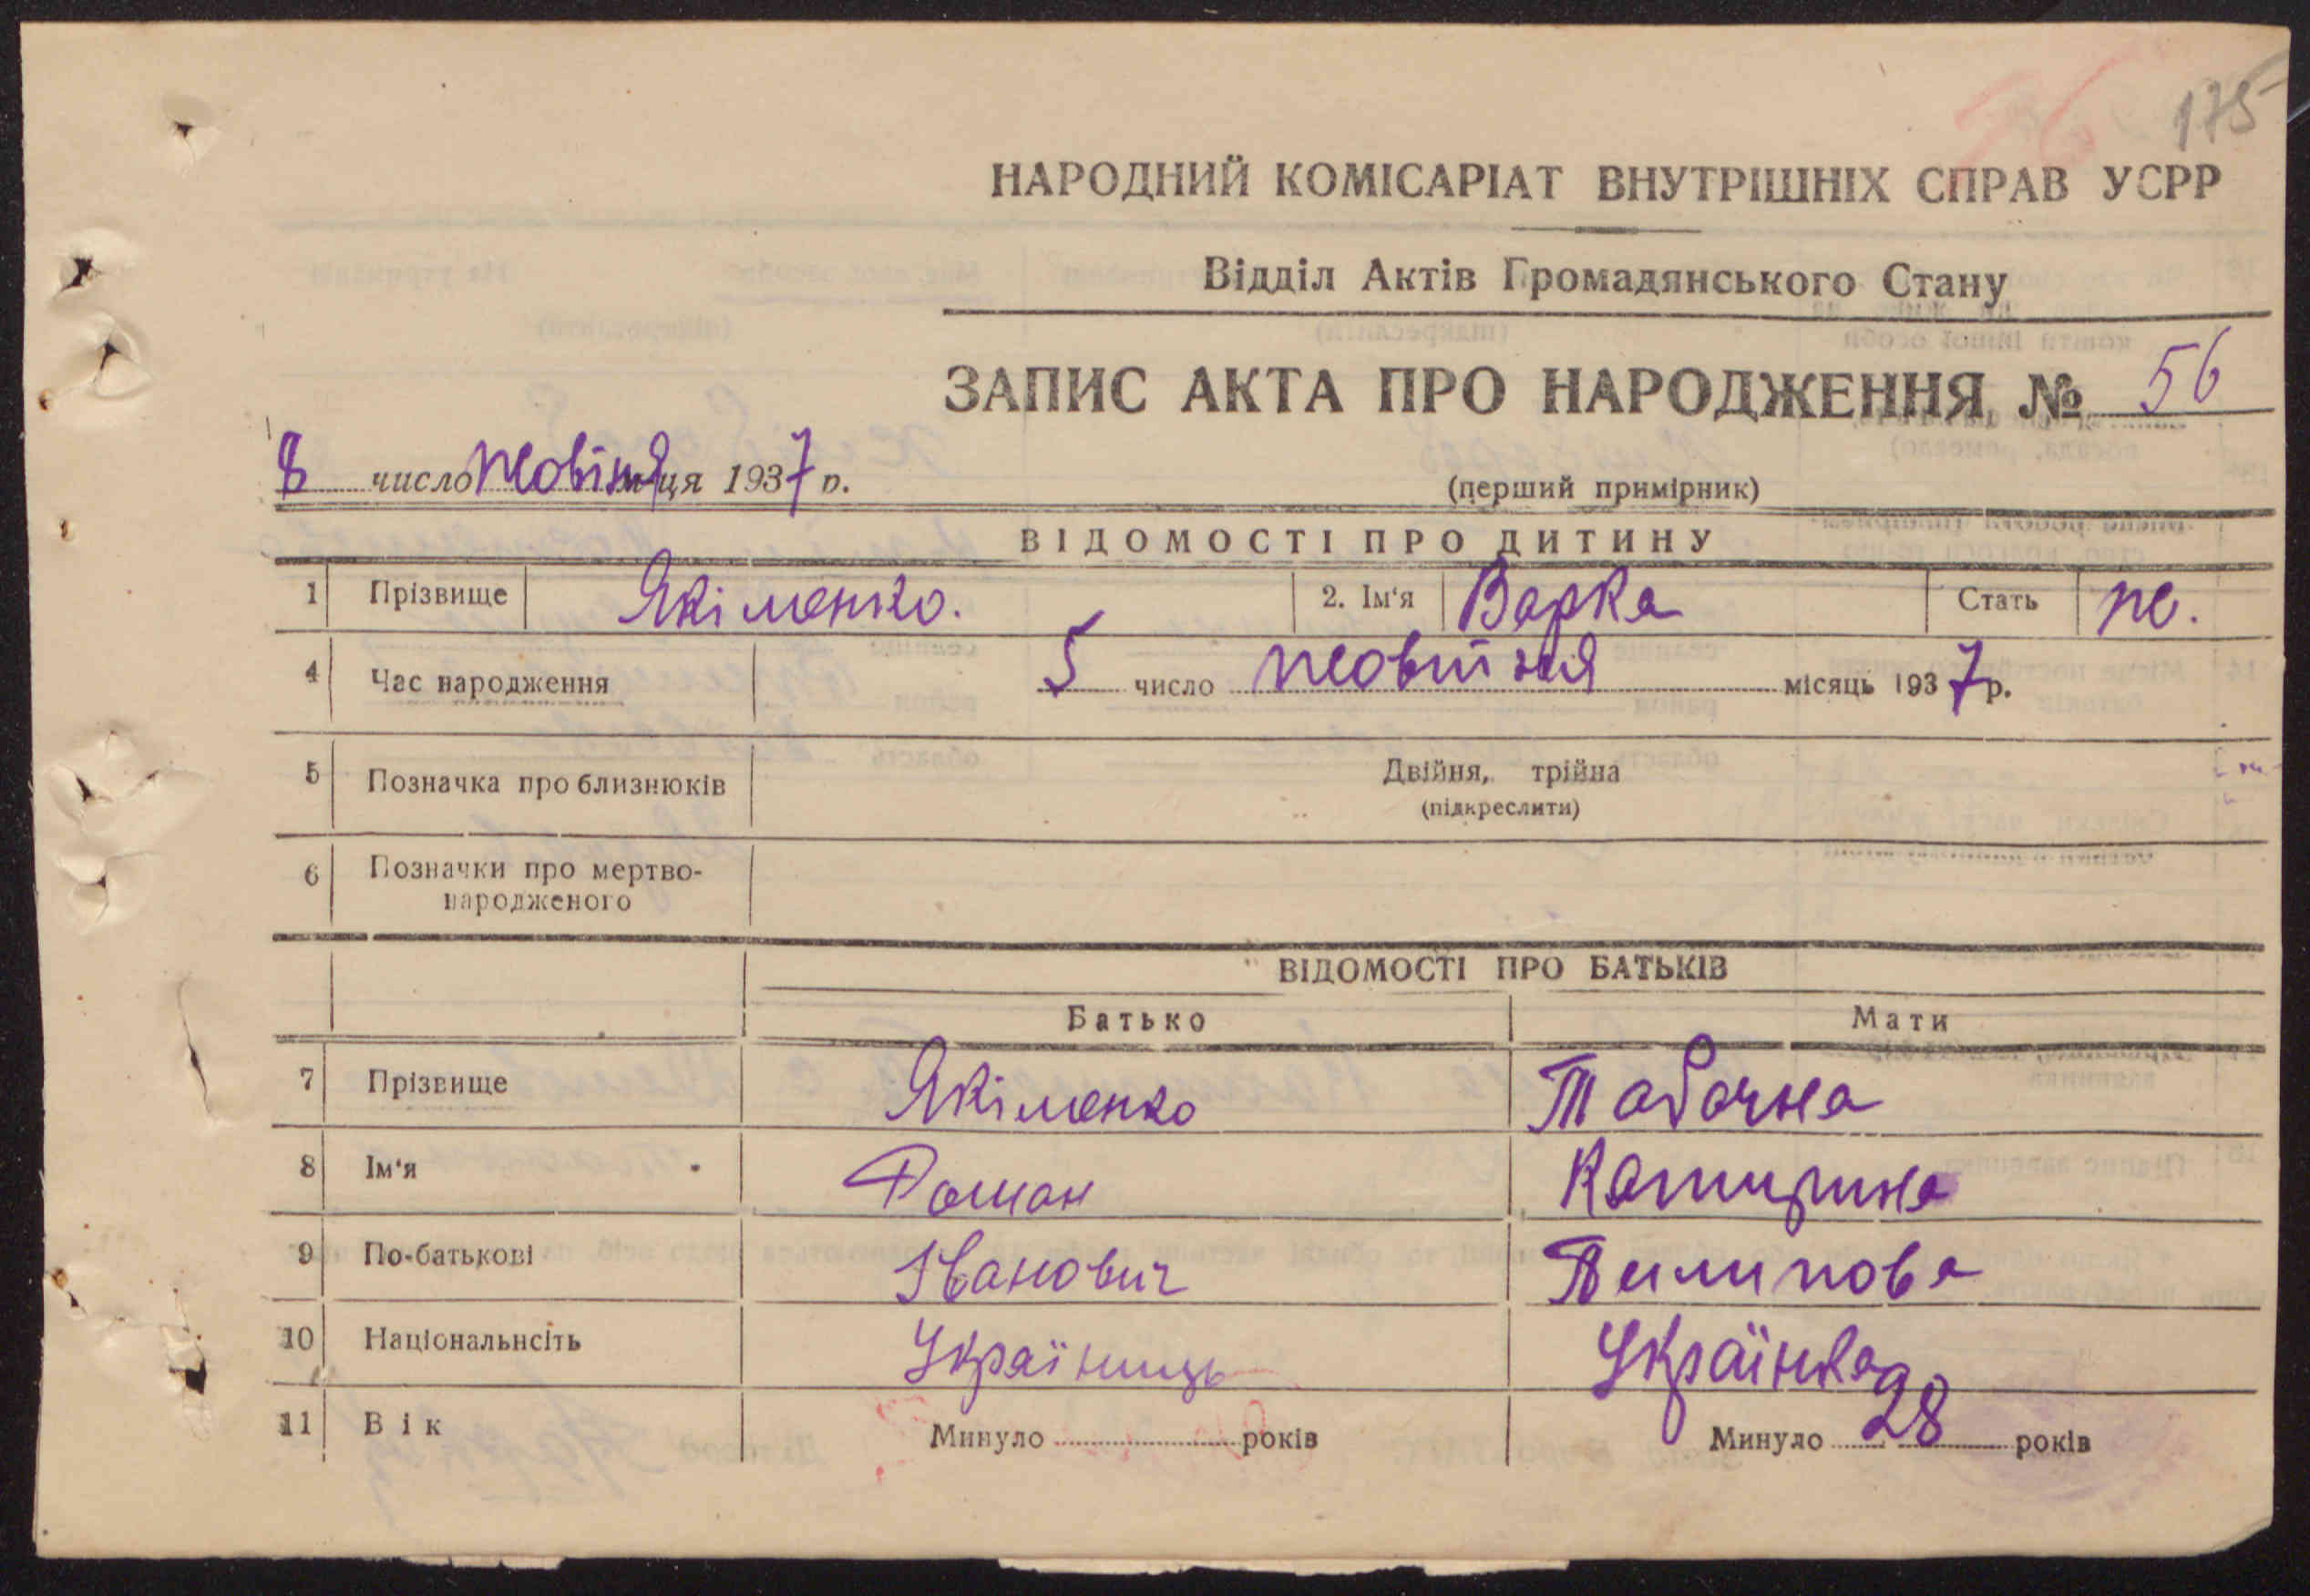 175
НАРОДНИЙ КОМІСАРІАТ ВНУТРІШНІХ СПРАВ УСРР
Відділ Актів Громадянського Стану
ЗАПИС АКТА ПРО НАРОДЖЕННЯ № 56
8 число жовтня місяця 1937 р.
(перший примірник)
ВІДОМОСТІ ПРО ДИТИНУ
1 Прізвище Якіменко. 2. Ім'я Варка Стать ж.
4 Час народження 5 число жовтня місяць 1937 р.
5 Позначка про близнюків Двійня, трійна
(підкреслити)
6 Позначки про мертво-
народженого
ВІДОМОСТІ ПРО БАТЬКІВ
Батько Мати
7 Прізвище Якіменко Табачна
8 Ім'я Роман Катирина
9 По-батькові Іванович Пилипова
10 Національнсіть Українищь Українка
11 Вік Минуло років Минуло 28 років